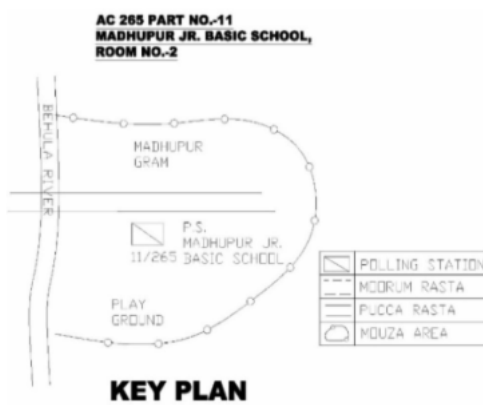 AC 265 PART NO.-11
MADHUPUR JR. BASIC SCHOOL,
ROOM NO.-2
BEHULA RIVER
MADHUPUR
GRAM
P.S.
MADHUPUR JR.
11/265 BASIC SCHOOL
PLAY
GROUND
POLLING STATION
MOORUM RASTA
PUCCA RASTA
MOUZA AREA
KEY PLAN